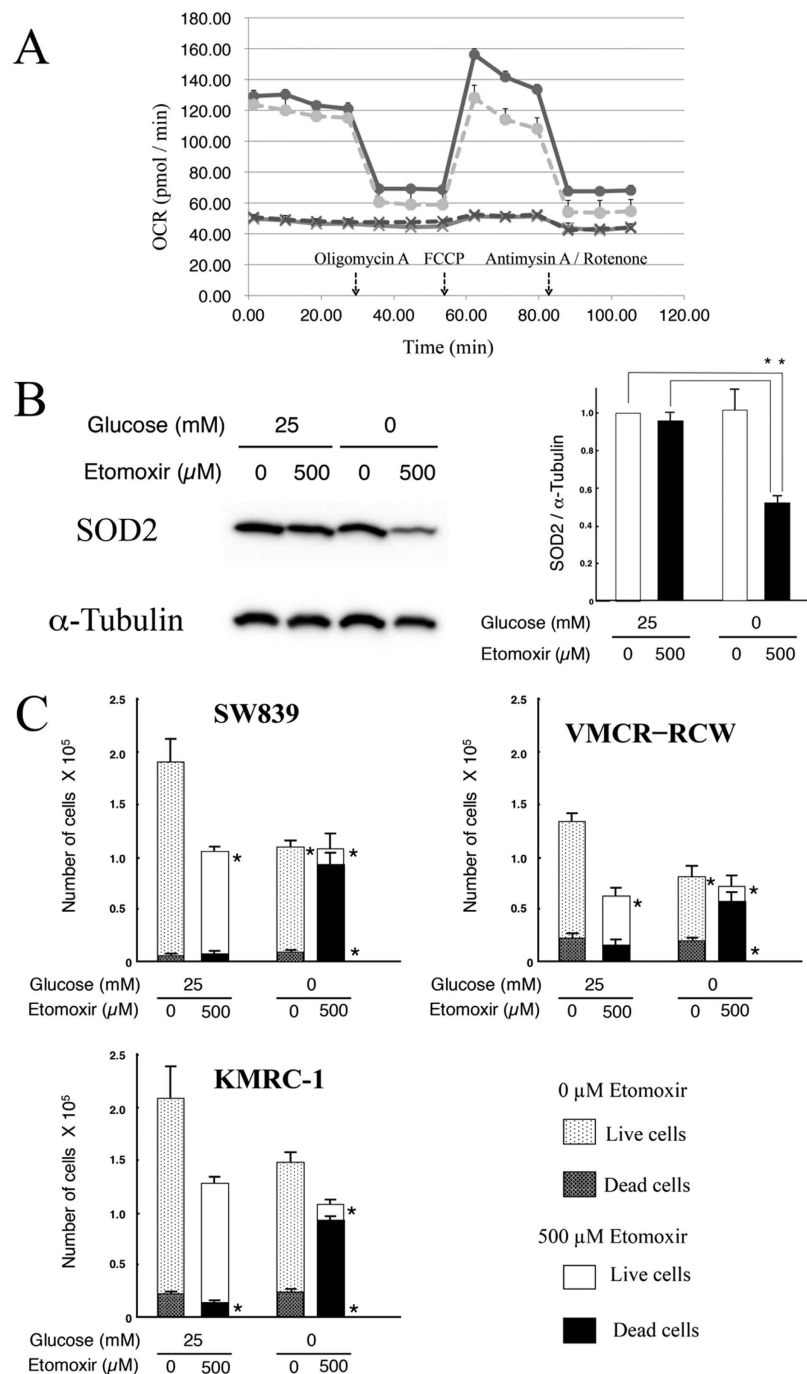 A
180.00
160.00
140.00
120.00
100.00
80.00
60.00
40.00
20.00
0.00
OCR (pmol / min)
Oligomycin A FCCP Antimysin A / Rotenone
0.00 20.00 40.00 60.00 80.00 100.00 120.00
Time (min)
B
Glucose (mM) 25 0
Etomoxir (µM) 0 500 0 500
SOD2
α-Tubulin
* *
1.0
0.8
0.6
0.4
0.2
0
SOD2 / α-Tubulin
Glucose (mM) 25 0
Etomoxir (µM) 0 500 0 500
C
SW839
2.5
2.0
1.5
1.0
0.5
0
Number of cells X 10⁵
* * * *
Glucose (mM) 25 0
Etomoxir (µM) 0 500 0 500
VMCR−RCW
2.5
2.0
1.5
1.0
0.5
0
Number of cells X 10⁵
* * * *
Glucose (mM) 25 0
Etomoxir (µM) 0 500 0 500
KMRC-1
2.5
2.0
1.5
1.0
0.5
0
Number of cells X 10⁵
* * *
Glucose (mM) 25 0
Etomoxir (µM) 0 500 0 500
0 µM Etomoxir
Live cells
Dead cells
500 µM Etomoxir
Live cells
Dead cells